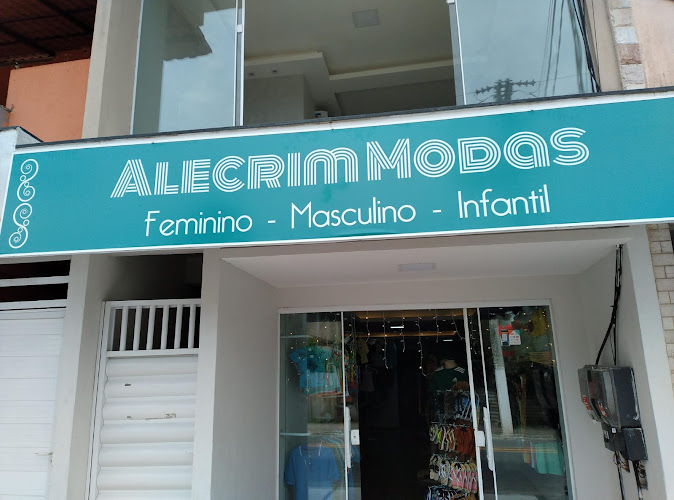 ALECRIM MODAS
Feminino - Masculino - Infantil